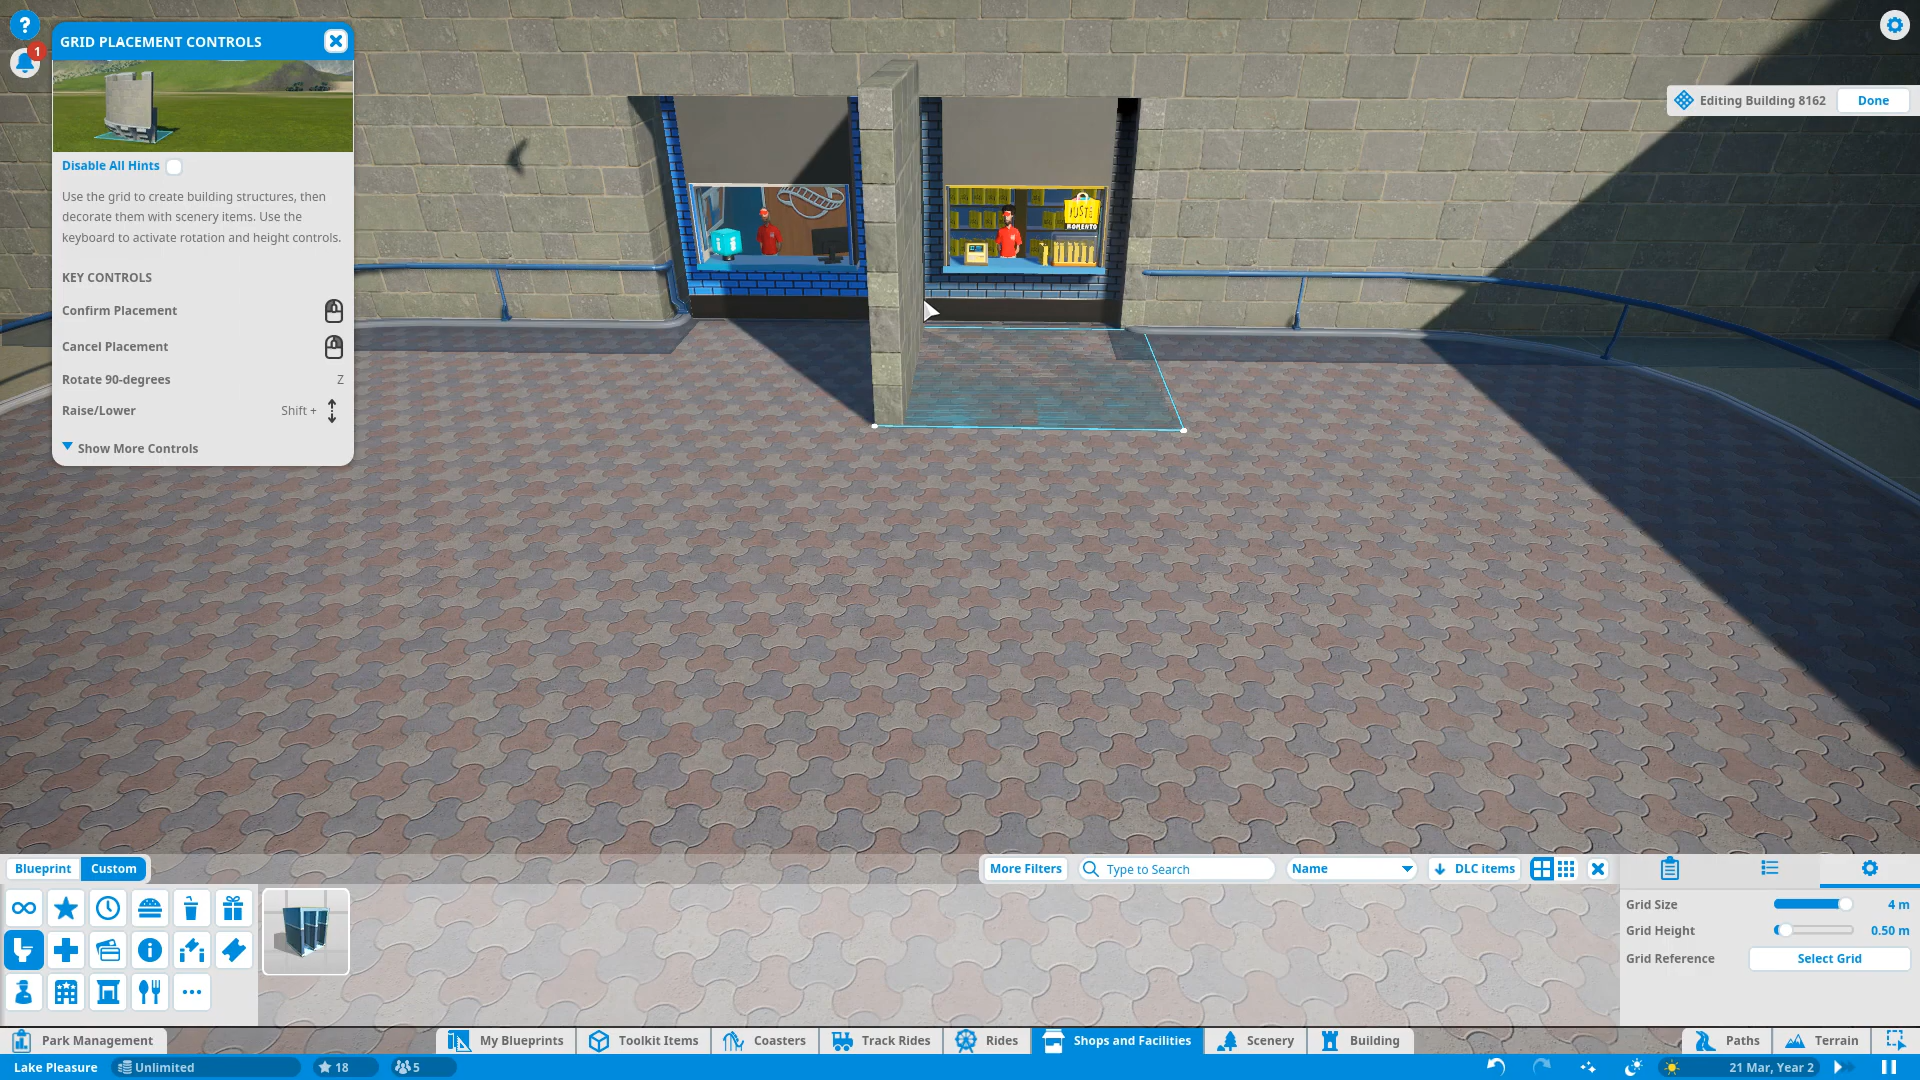 GRID PLACEMENT CONTROLS
1
Disable All Hints
Use the grid to create building structures, then
decorate them with scenery items. Use the
keyboard to activate rotation and height controls.
KEY CONTROLS
Confirm Placement
Cancel Placement
Rotate 90-degrees Z
Raise/Lower Shift +
Show More Controls
Editing Building 8162 Done
MOMENTO
Blueprint Custom
More Filters Type to Search Name DLC items
Grid Size 4 m
Grid Height 0.50 m
Grid Reference Select Grid
Park Management My Blueprints Toolkit Items Coasters Track Rides Rides Shops and Facilities Scenery Building Paths Terrain
Lake Pleasure Unlimited 18 5 21 Mar, Year 2